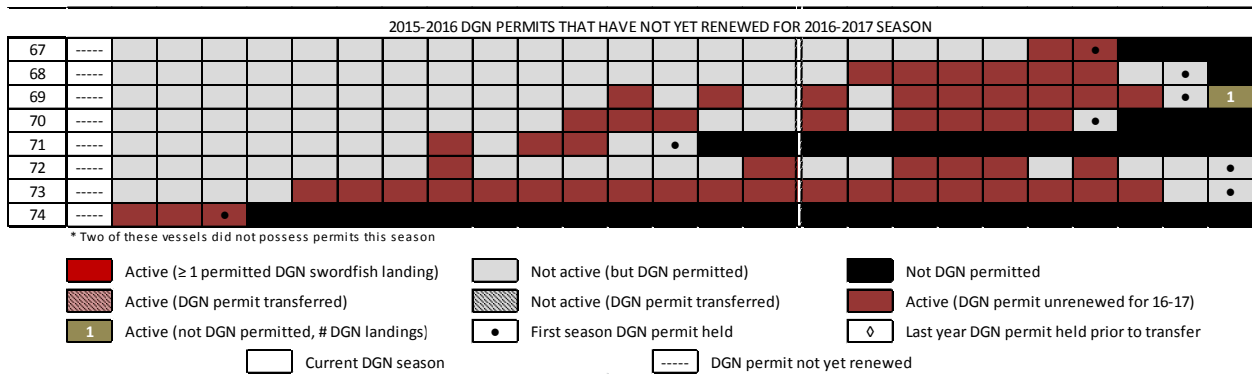 2015-2016 DGN PERMITS THAT HAVE NOT YET RENEWED FOR 2016-2017 SEASON
67 -----
68 -----
69 ----- 1
70 -----
71 -----
72 -----
73 -----
74 -----
* Two of these vessels did not possess permits this season
Active (≥ 1 permitted DGN swordfish landing) Not active (but DGN permitted) Not DGN permitted
Active (DGN permit transferred) Not active (DGN permit transferred) Active (DGN permit unrenewed for 16-17)
1 Active (not DGN permitted, # DGN landings) • First season DGN permit held ◊ Last year DGN permit held prior to transfer
Current DGN season ----- DGN permit not yet renewed